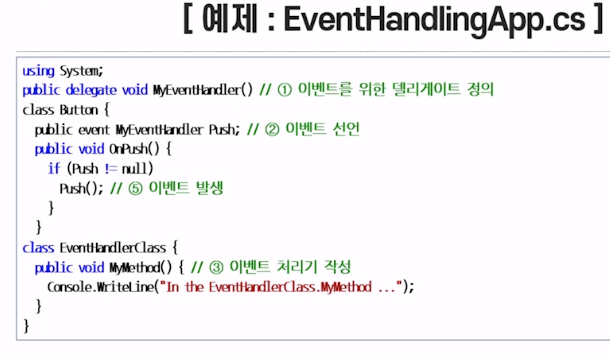 [ 예제 : EventHandlingApp.cs ]
using System;
public delegate void MyEventHandler() // ① 이벤트를 위한 델리게이트 정의
class Button {
public event MyEventHandler Push; // ② 이벤트 선언
public void OnPush() {
if (Push != null)
Push(); // ⑤ 이벤트 발생
}
}
class EventHandlerClass {
public void MyMethod() { // ③ 이벤트 처리기 작성
Console.WriteLine("In the EventHandlerClass.MyMethod ...");
}
}